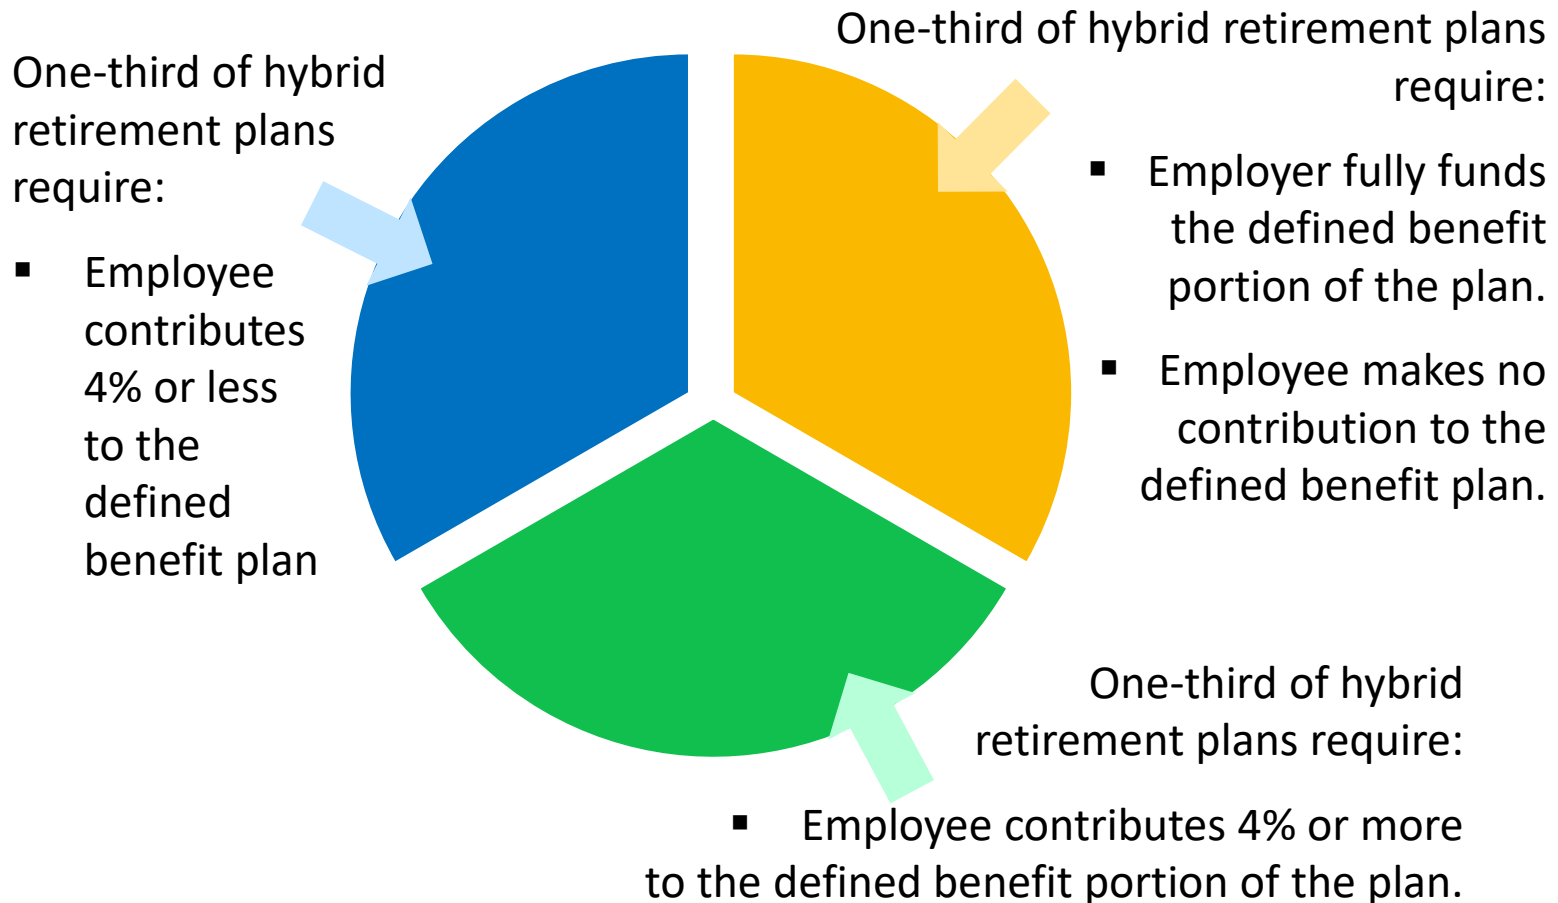 One-third of hybrid
retirement plans
require:
▪ Employee
contributes
4% or less
to the
defined
benefit plan
One-third of hybrid retirement plans
require:
▪ Employer fully funds
the defined benefit
portion of the plan.
▪ Employee makes no
contribution to the
defined benefit plan.
One-third of hybrid
retirement plans require:
▪ Employee contributes 4% or more
to the defined benefit portion of the plan.